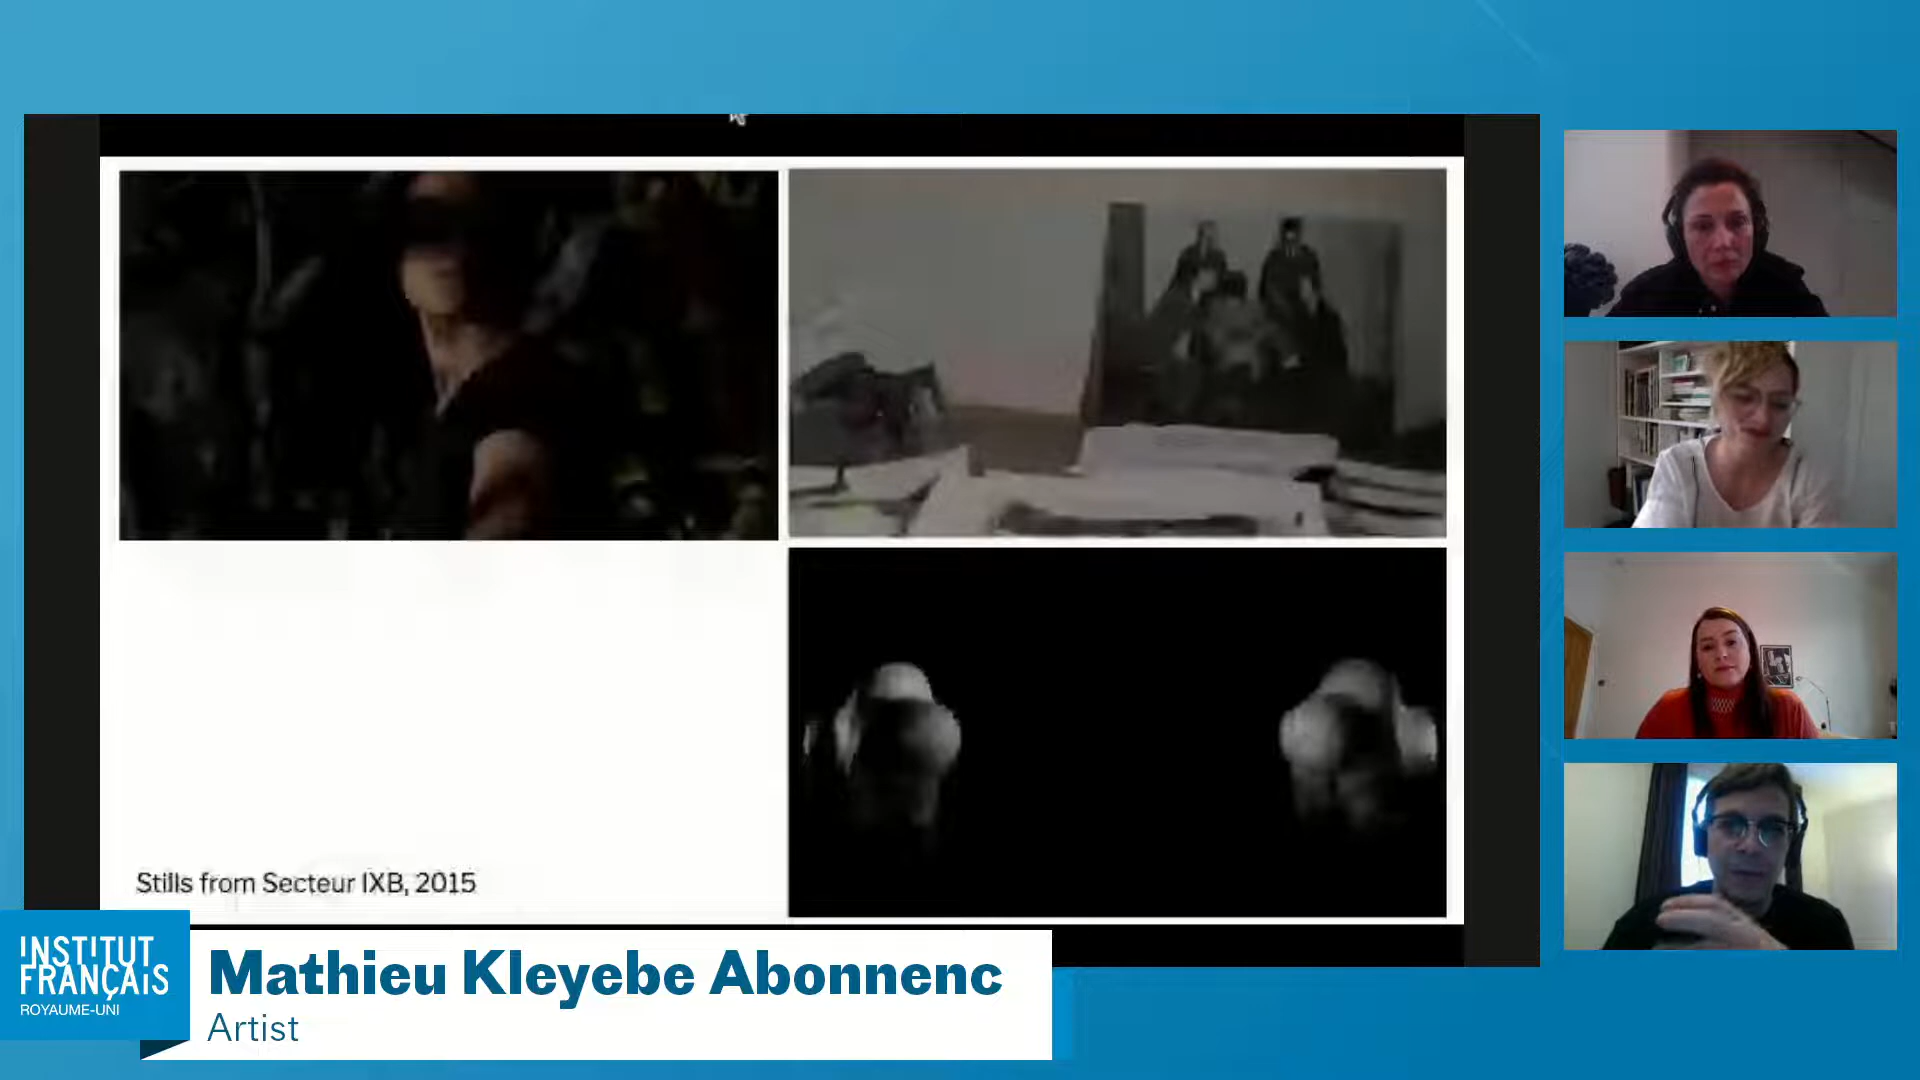 Stills from Secteur IXB, 2015
INSTITUT
FRANÇAIS
ROYAUME-UNI
Mathieu Kleyebe Abonnenc
Artist